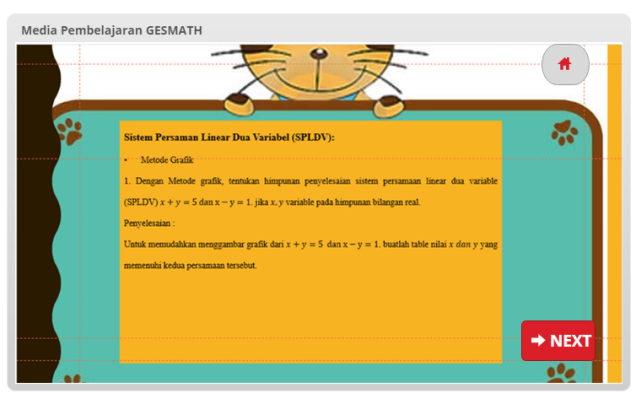 Media Pembelajaran GESMATH
Sistem Persaman Linear Dua Variabel (SPLDV):
• Metode Grafik
1. Dengan Metode grafik, tentukan himpunan penyelesaian sistem persamaan linear dua variable
(SPLDV) x + y = 5 dan x − y = 1. jika x, y variable pada himpunan bilangan real.
Penyelesaian :
Untuk memudahkan menggambar grafik dari x + y = 5 dan x − y = 1. buatlah table nilai x dan y yang
memenuhi kedua persamaan tersebut.
NEXT